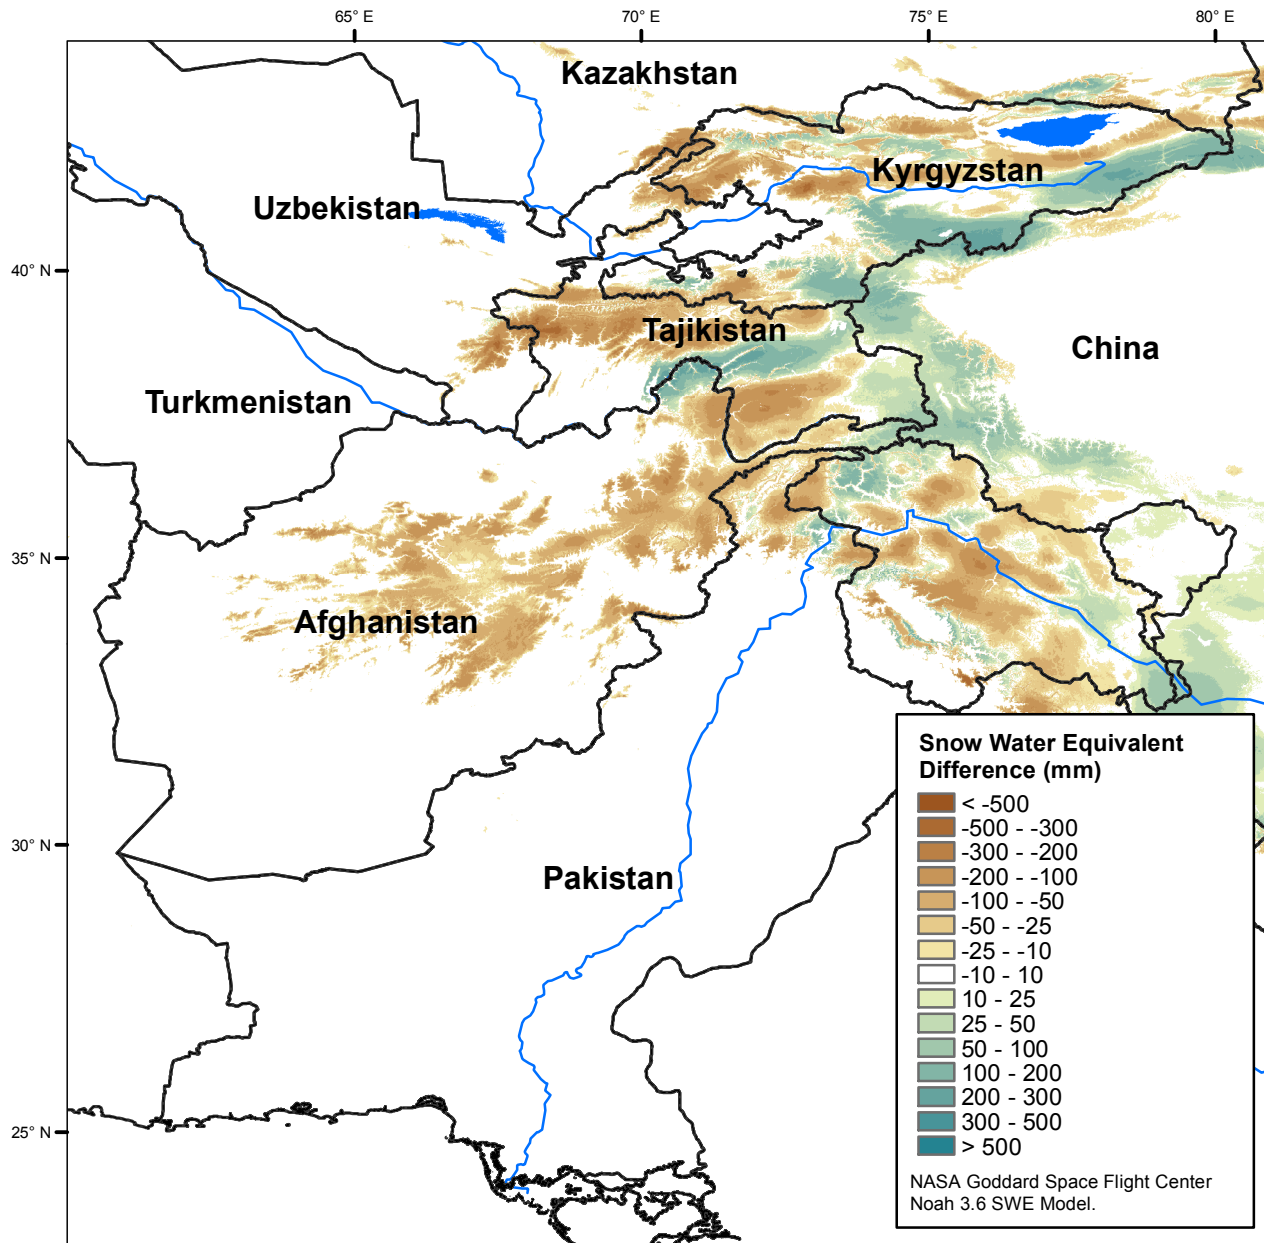 65° E
70° E
75° E
80° E
Kazakhstan
Kyrgyzstan
Uzbekistan
40° N
Tajikistan
China
Turkmenistan
35° N
Afghanistan
Snow Water Equivalent
Difference (mm)
< -500
-500 - -300
-300 - -200
-200 - -100
-100 - -50
-50 - -25
-25 - -10
-10 - 10
10 - 25
25 - 50
50 - 100
100 - 200
200 - 300
300 - 500
> 500
NASA Goddard Space Flight Center
Noah 3.6 SWE Model.
30° N
Pakistan
25° N